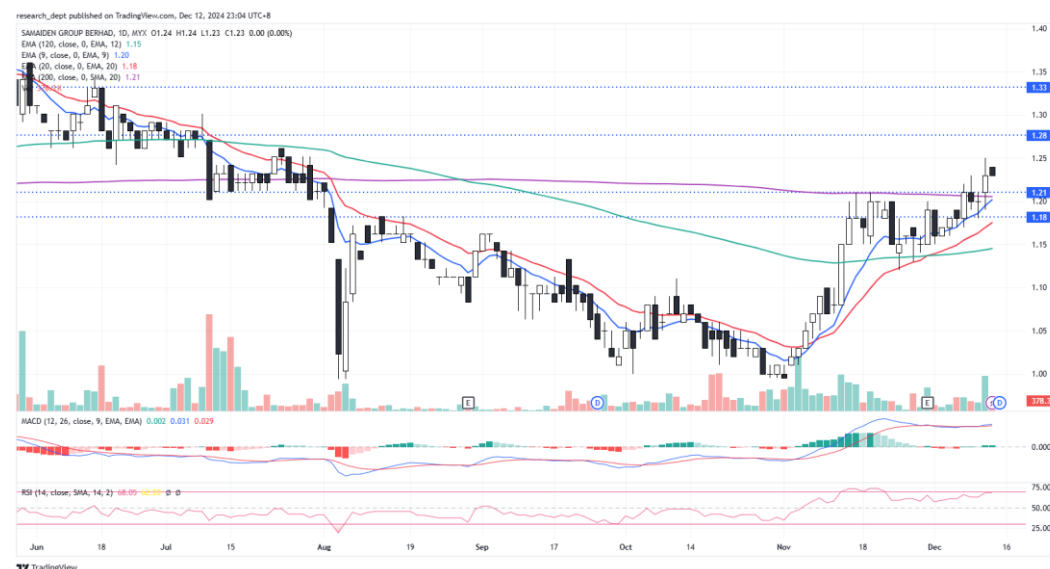 research_dept published on TradingView.com, Dec 12, 2024 23:04 UTC+8
SAMAIDEN GROUP BERHAD, 1D, MYX O1.24 H1.24 L1.23 C1.23 0.00 (0.00%)
EMA (120, close, 0, EMA, 12) 1.15
EMA (9, close, 0, EMA, 9) 1.20
(20, close, 0, EMA, 20) 1.18
(200, close, 0, SMA, 20) 1.21
1.40
1.35
1.33
1.30
1.28
1.25
1.21
1.20
1.18
1.15
1.10
1.05
1.00
E
D
E
D
MACD (12, 26, close, 9, EMA, EMA) 0.002 0.031 0.029
RSI (14, close, SMA, 14, 2) 68.05 Ø Ø
75.00
50.00
25.00
Jun 18 Jul 15 Aug 19 Sep 17 Oct 14 Nov 18 Dec 16
TradingView